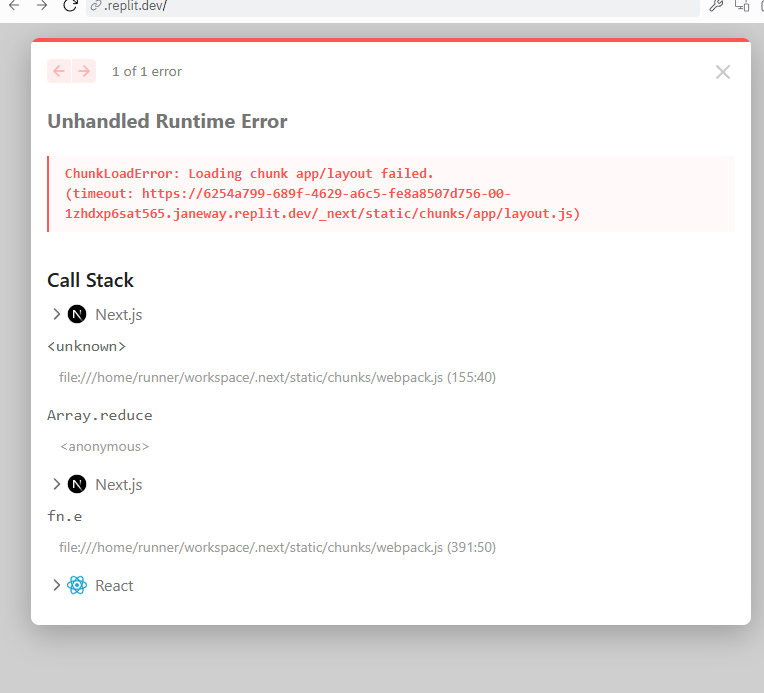 .replit.dev/
1 of 1 error
Unhandled Runtime Error
ChunkLoadError: Loading chunk app/layout failed.
(timeout: https://6254a799-689f-4629-a6c5-fe8a8507d756-00-
1zhdxp6sat565.janeway.replit.dev/_next/static/chunks/app/layout.js)
Call Stack
N Next.js
<unknown>
file:///home/runner/workspace/.next/static/chunks/webpack.js (155:40)
Array.reduce
<anonymous>
N Next.js
fn.e
file:///home/runner/workspace/.next/static/chunks/webpack.js (391:50)
React